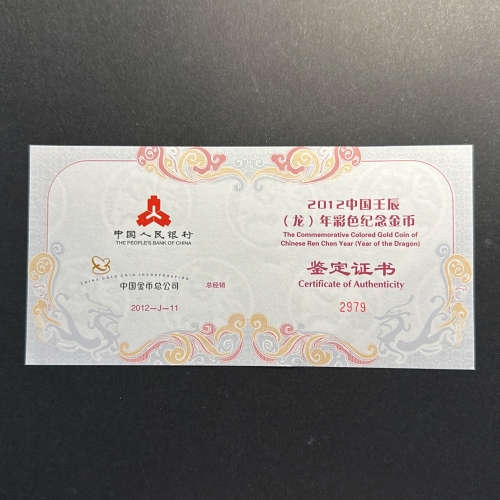 中国人民银行
THE PEOPLE'S BANK OF CHINA
CHINA GOLD COIN INCORPORATION
中国金币总公司
总经销
2012-J-11
2012中国壬辰
（龙）年彩色纪念金币
The Commemorative Colored Gold Coin of
Chinese Ren Chen Year (Year of the Dragon)
鉴定证书
Certificate of Authenticity
2979